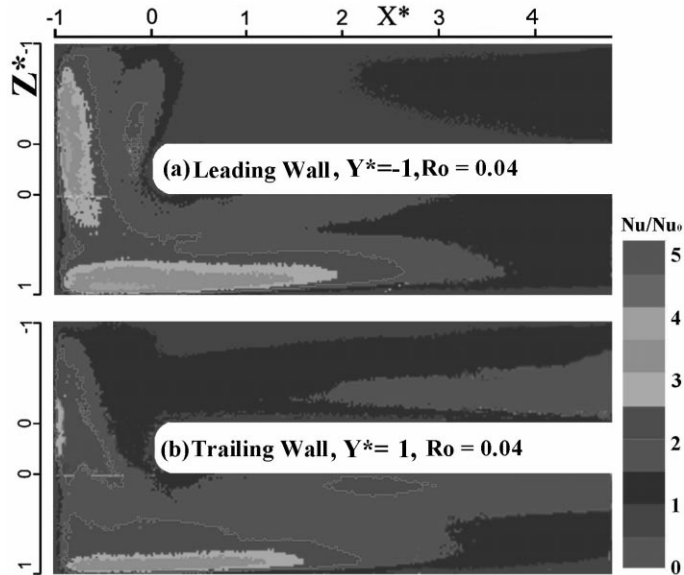 -1 0 1 X* 2 3 4
Z*
-1
0
0
1
(a) Leading Wall, Y*=-1,Ro = 0.04
Nu/Nu₀
5
4
3
2
1
0
-1
0
0
1
(b) Trailing Wall, Y*= 1, Ro = 0.04